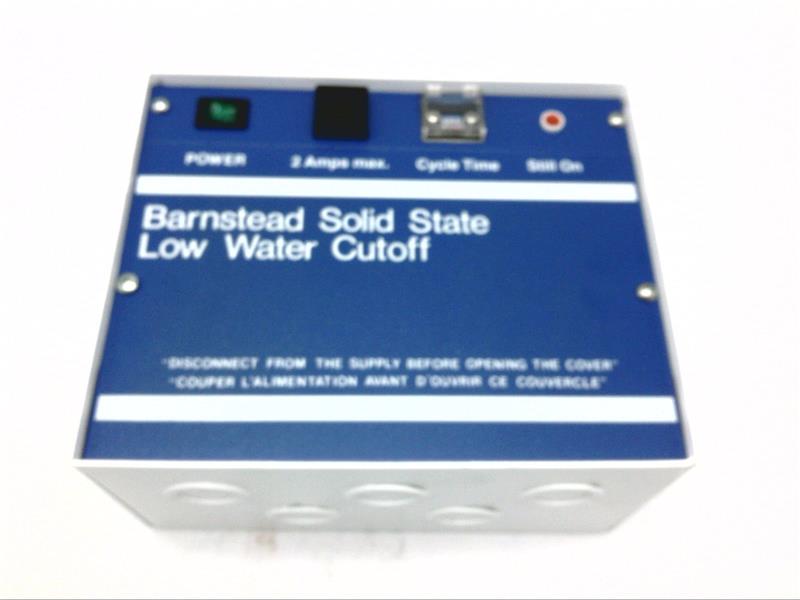 POWER 2 Amps max. Cycle Time Still On
Barnstead Solid State
Low Water Cutoff
"DISCONNECT FROM THE SUPPLY BEFORE OPENING THE COVER"
"COUPER L'ALIMENTATION AVANT D'OUVRIR CE COUVERCLE"